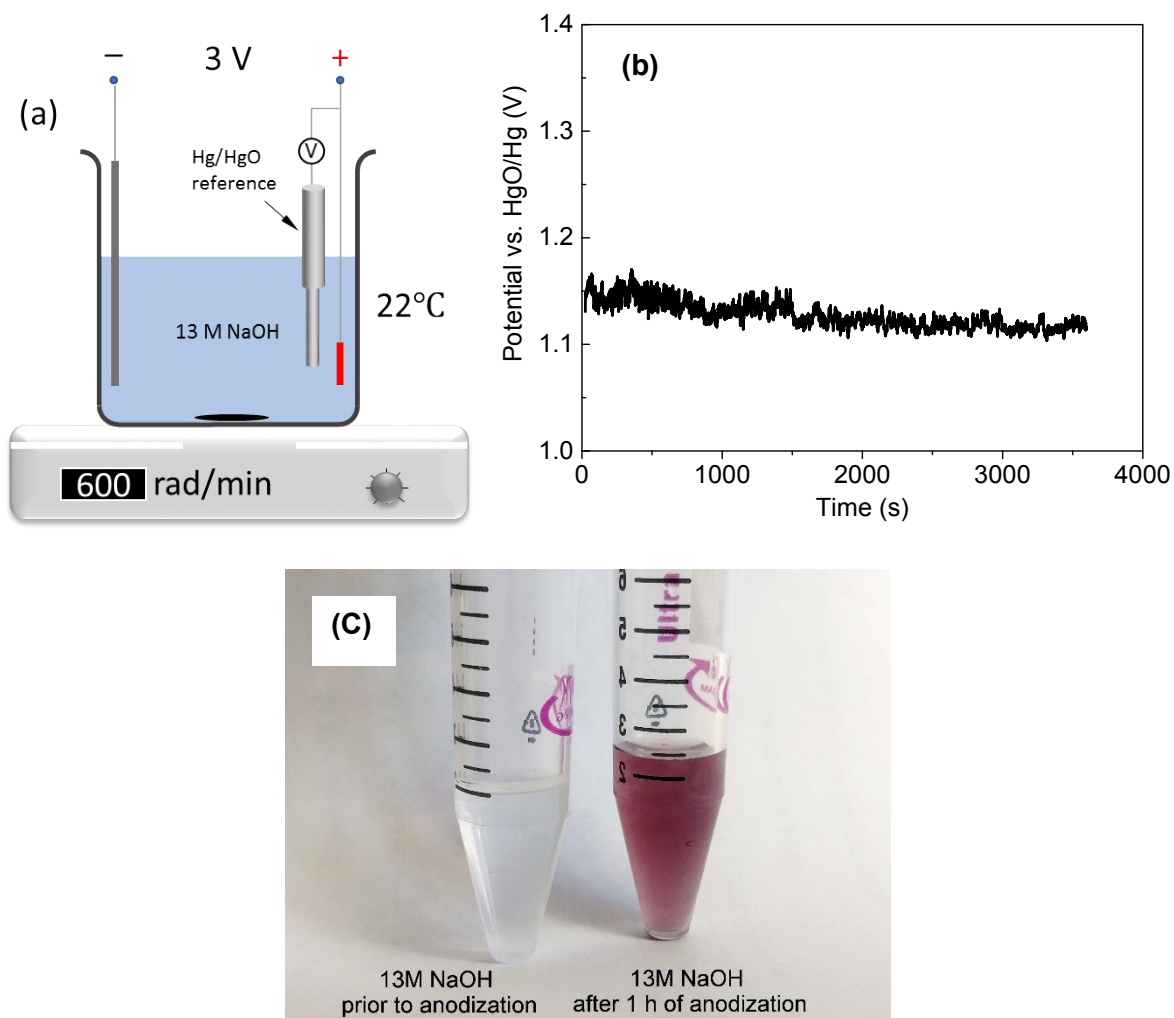 (a)
− 3 V +
V
Hg/HgO
reference
13 M NaOH
22°C
600 rad/min
(b)
Potential vs. HgO/Hg (V)
1.4
1.3
1.2
1.1
1.0
0 1000 2000 3000 4000
Time (s)
(C)
6
5
4
3
2
Ultra
13M NaOH
prior to anodization
13M NaOH
after 1 h of anodization